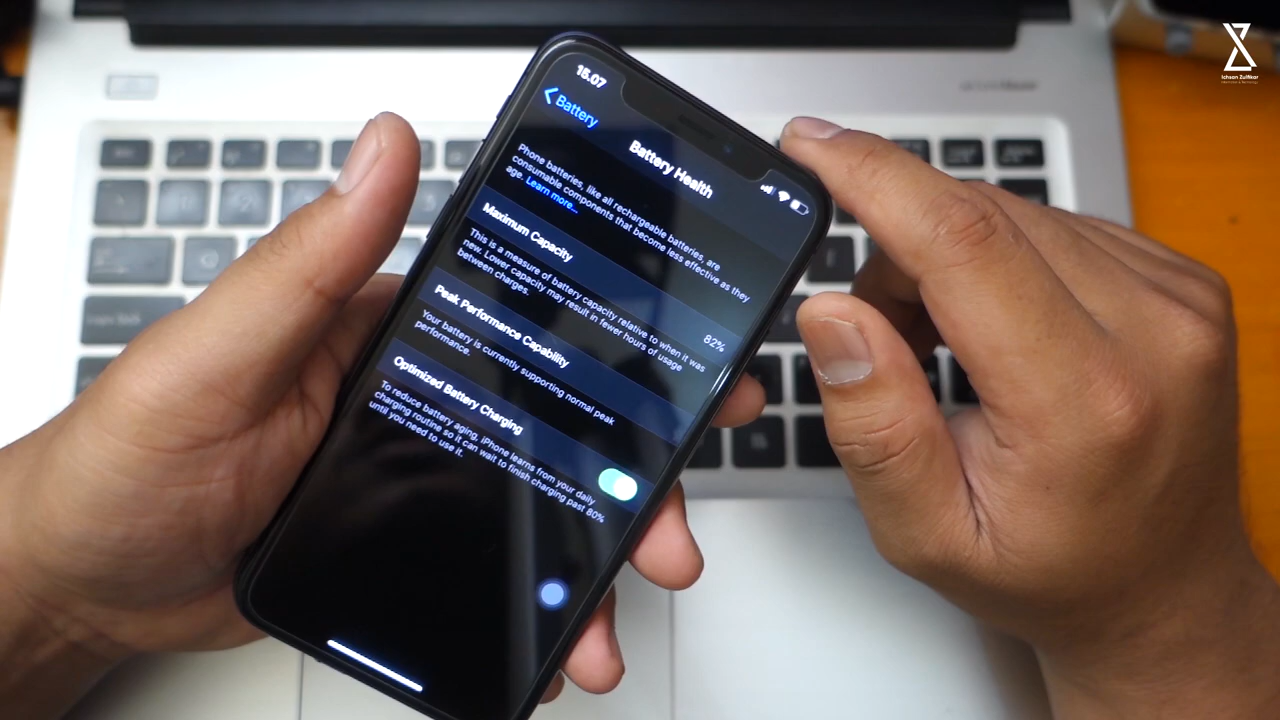 15.07
Battery
Battery Health
Phone batteries, like all rechargeable batteries, are
consumable components that become less effective as they
age. Learn more...
Maximum Capacity
82%
This is a measure of battery capacity relative to when it was
new. Lower capacity may result in fewer hours of usage
between charges.
Peak Performance Capability
Your battery is currently supporting normal peak
performance.
Optimized Battery Charging
To reduce battery aging, iPhone learns from your daily
charging routine so it can wait to finish charging past 80%
until you need to use it.
Ichsan Zulfikar